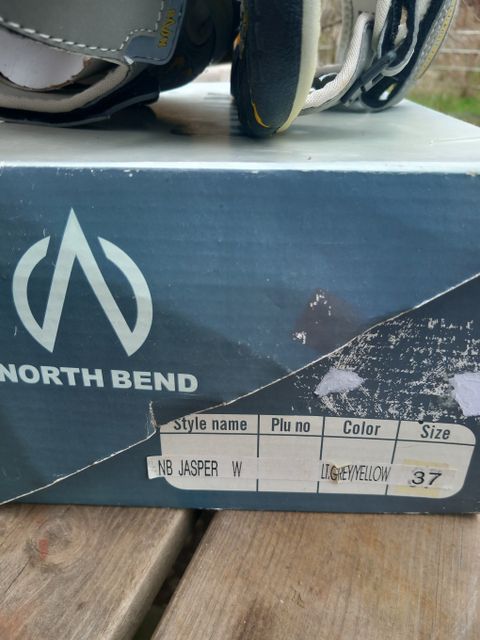 NORTH BEND
Style name Plu no Color Size
NB JASPER W LT.GREY/YELLOW 37